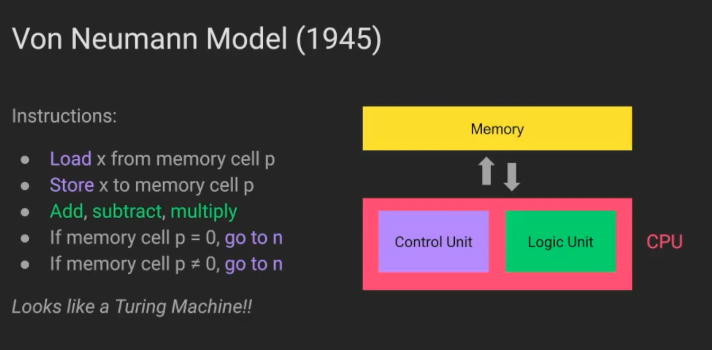 Von Neumann Model (1945)
Instructions:
● Load x from memory cell p
● Store x to memory cell p
● Add, subtract, multiply
● If memory cell p = 0, go to n
● If memory cell p ≠ 0, go to n
Looks like a Turing Machine!!
Memory
Control Unit
Logic Unit
CPU